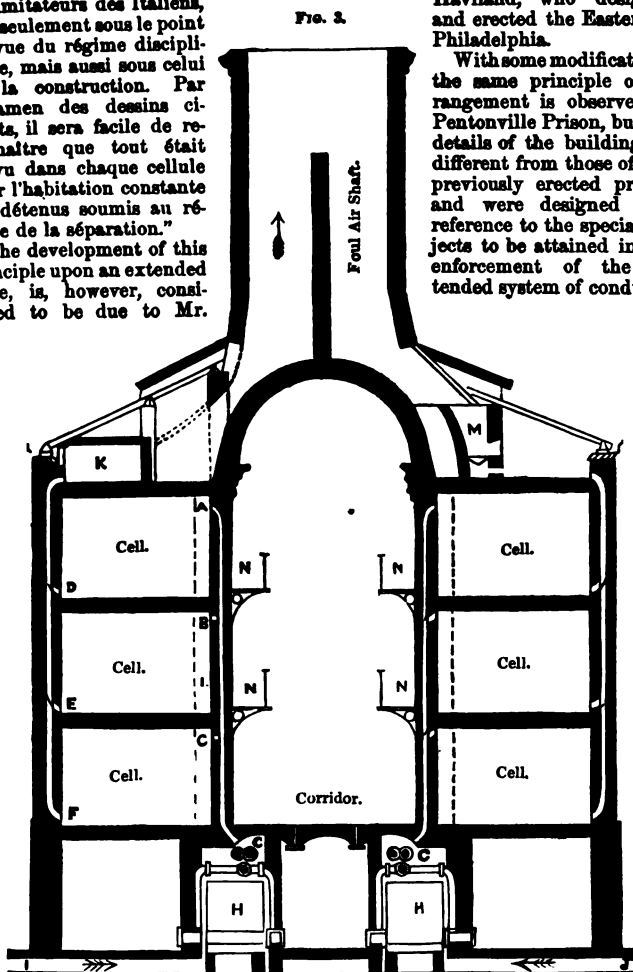 imitateurs des Italiens,
seulement sous le point
vue du régime discipli-
e, mais aussi sous celui
la construction. Par
amen des dessins ci-
ts, il sera facile de re-
naître que tout était
vu dans chaque cellule
r l'habitation constante
détenus soumis au ré-
e de la séparation."
he development of this
nciple upon an extended
e, is, however, consi-
ed to be due to Mr.
FIG. 3.
and erected the Easter
Philadelphia.
With some modificat
the same principle o
rangement is observe
Pentonville Prison, bu
details of the building
different from those of
previously erected pr
and were designed
reference to the specia
jects to be attained in
enforcement of the
tended system of cond
Foul Air Shaft.
K
M
A
Cell.
D
N
N
Cell.
B
Cell.
E
I.
N
N
Cell.
C
Cell.
F
Corridor.
Cell.
C
C
H
H